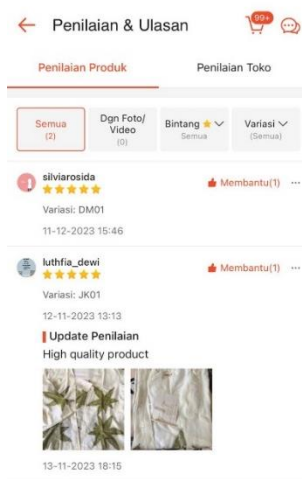 Penilaian & Ulasan
99+
Penilaian Produk
Penilaian Toko
Semua
(2)
Dgn Foto/
Video
(0)
Bintang
Semua
Variasi
(Semua)
silviarosida
Membantu(1)
Variasi: DM01
11-12-2023 15:46
luthfia_dewi
Membantu(1)
Variasi: JK01
12-11-2023 13:13
Update Penilaian
High quality product
13-11-2023 18:15